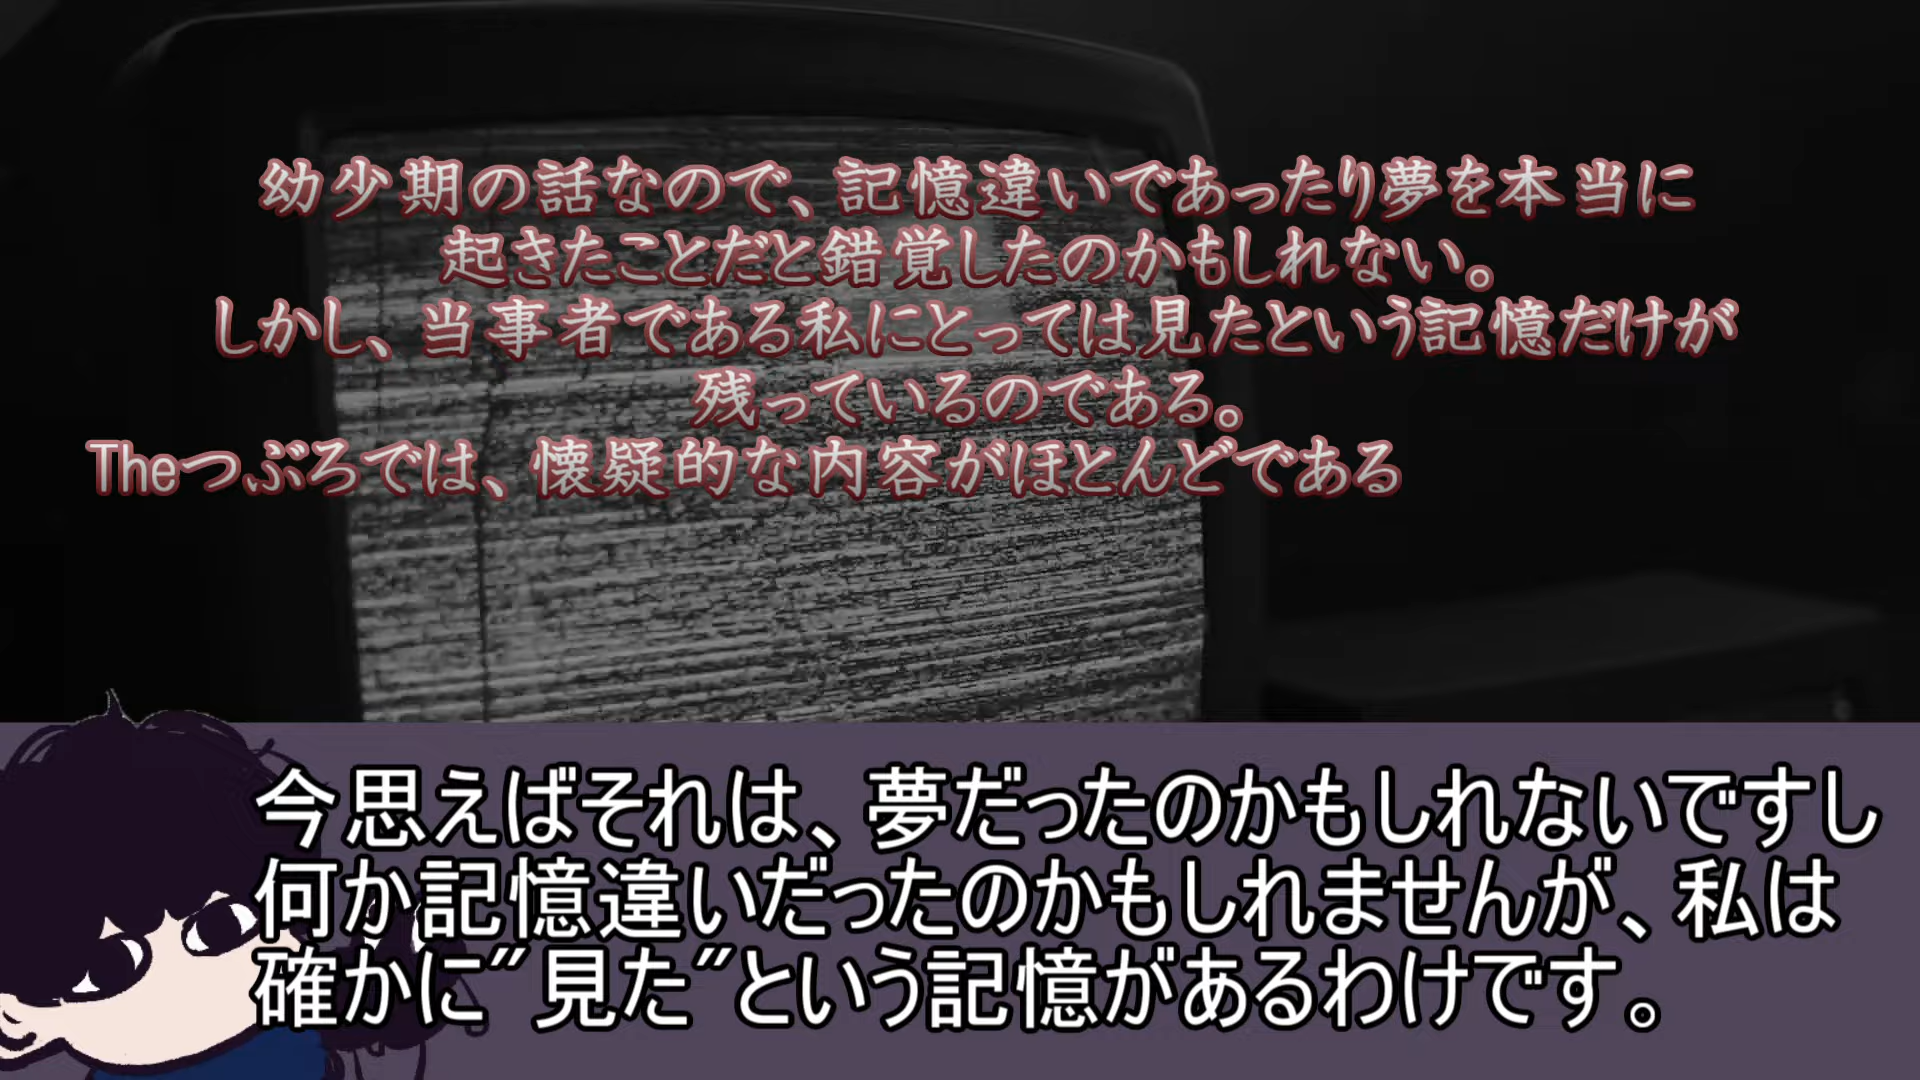 幼少期の話なので、記憶違いであったり夢を本当に
起きたことだと錯覚したのかもしれない。
しかし、当事者である私にとっては見たという記憶だけが
残っているのである。
Theつぶろでは、懐疑的な内容がほとんどである
今思えばそれは、夢だったのかもしれないですし
何か記憶違いだったのかもしれませんが、私は
確かに"見た"という記憶があるわけです。